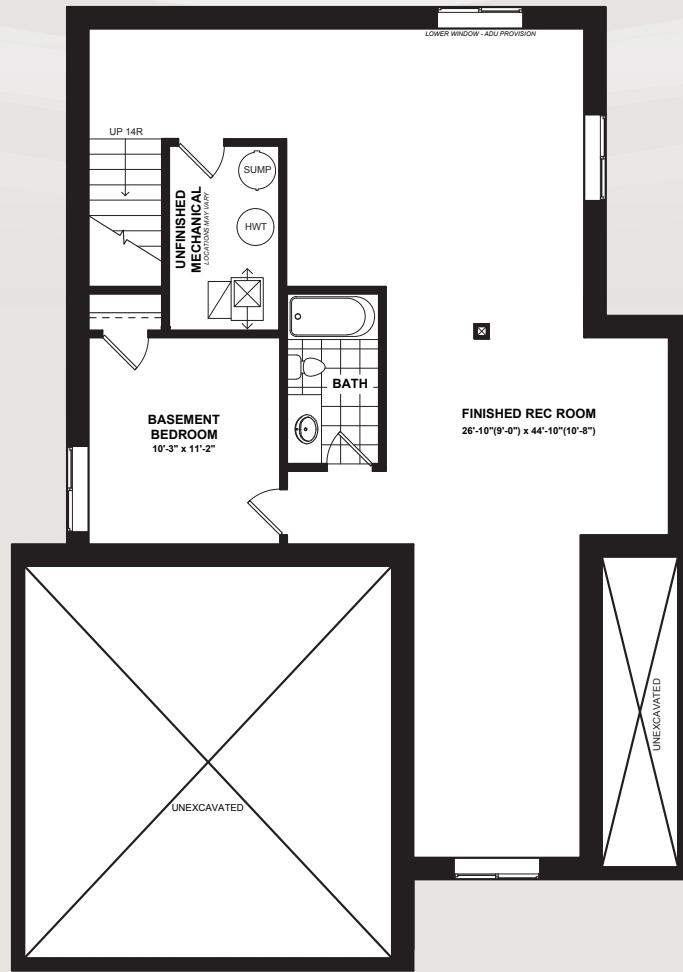 LOWER WINDOW - ADU PROVISION
UP 14R
SUMP
UNFINISHED
MECHANICAL
LOCATIONS MAY VARY
HWT
BATH
BASEMENT
BEDROOM
10'-3" x 11'-2"
FINISHED REC ROOM
26'-10"(9'-0") x 44'-10"(10'-8")
UNEXCAVATED
UNEXCAVATED